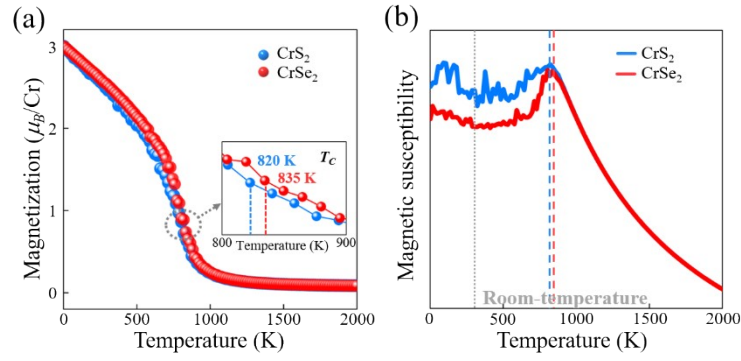 (a)
3
2
1
0
Magnetization (μB/Cr)
CrS2
CrSe2
TC
820 K
835 K
800
900
Temperature (K)
0
500
1000
1500
2000
Temperature (K)
(b)
Magnetic susceptibility
CrS2
CrSe2
Room-temperature
0
500
1000
1500
2000
Temperature (K)